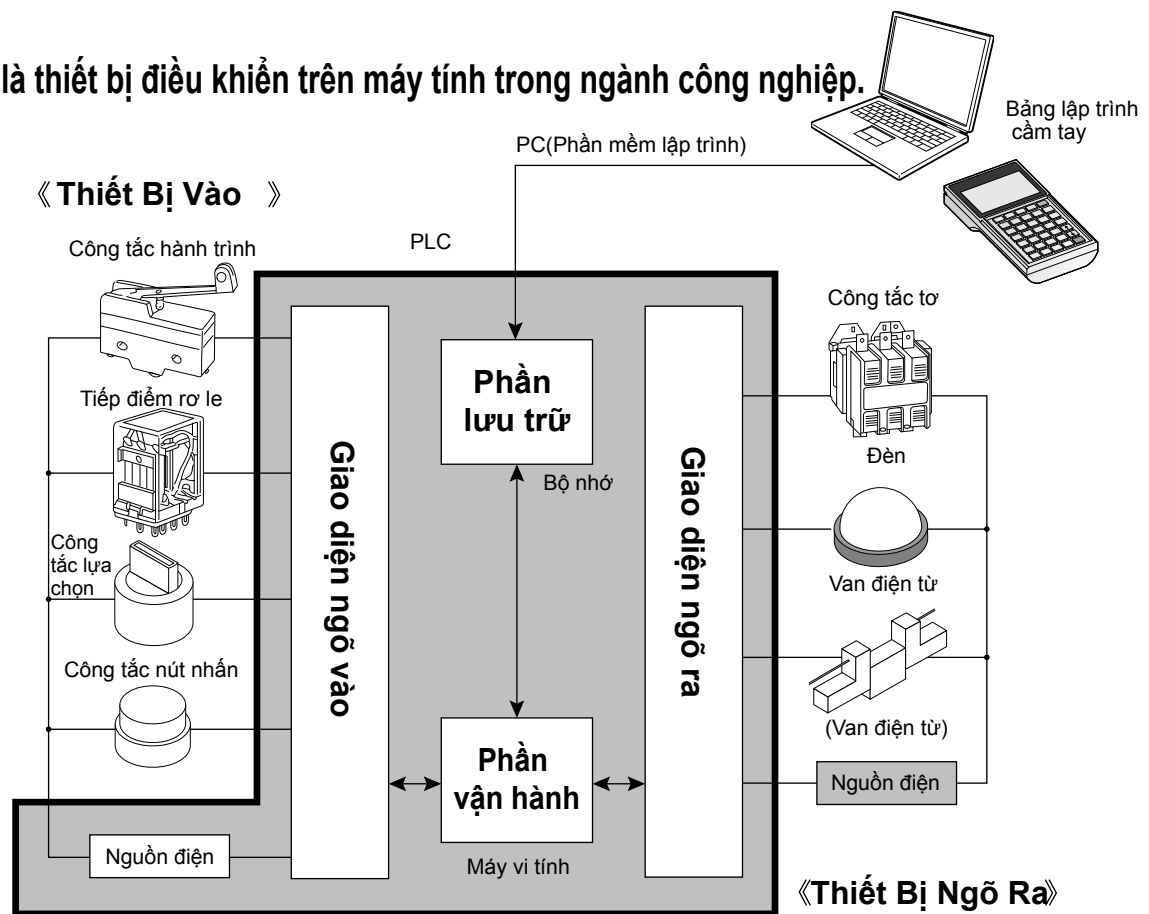 là thiết bị điều khiển trên máy tính trong ngành công nghiệp.
Bảng lập trình
cầm tay
PC(Phần mềm lập trình)
《 Thiết Bị Vào 》
Công tắc hành trình
PLC
Công tắc tơ
Tiếp điểm rơ le
Phần
lưu trữ
Đèn
Bộ nhớ
Giao diện ngõ vào
Giao diện ngõ ra
Công
tắc lựa
chọn
Van điện từ
Công tắc nút nhấn
(Van điện từ)
Phần
vận hành
Nguồn điện
Nguồn điện
Máy vi tính
《Thiết Bị Ngõ Ra》